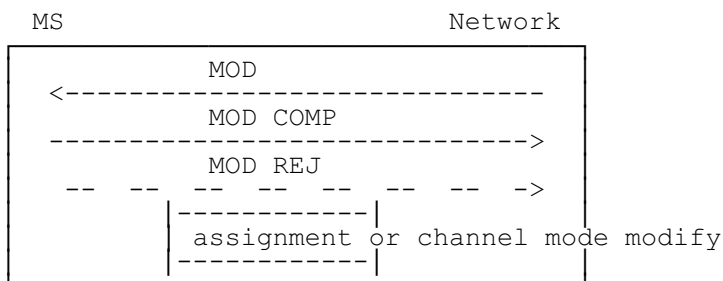 MS Network
MOD
MOD COMP
MOD REJ
assignment or channel mode modify